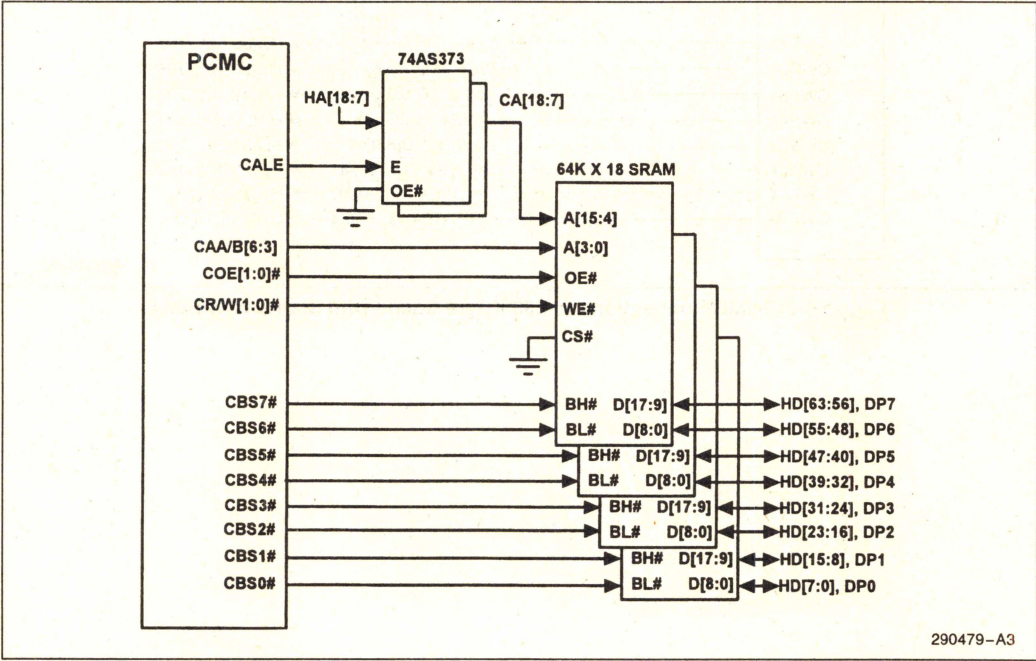 PCMC
74AS373
HA[18:7]
CA[18:7]
CALE
E
OE#
64K X 18 SRAM
A[15:4]
CAA/B[6:3]
A[3:0]
COE[1:0]#
OE#
CR/W[1:0]#
WE#
CS#
CBS7#
BH# D[17:9]
HD[63:56], DP7
CBS6#
BL# D[8:0]
HD[55:48], DP6
CBS5#
BH# D[17:9]
HD[47:40], DP5
CBS4#
BL# D[8:0]
HD[39:32], DP4
CBS3#
BH# D[17:9]
HD[31:24], DP3
CBS2#
BL# D[8:0]
HD[23:16], DP2
CBS1#
BH# D[17:9]
HD[15:8], DP1
CBS0#
BL# D[8:0]
HD[7:0], DP0
290479–A3